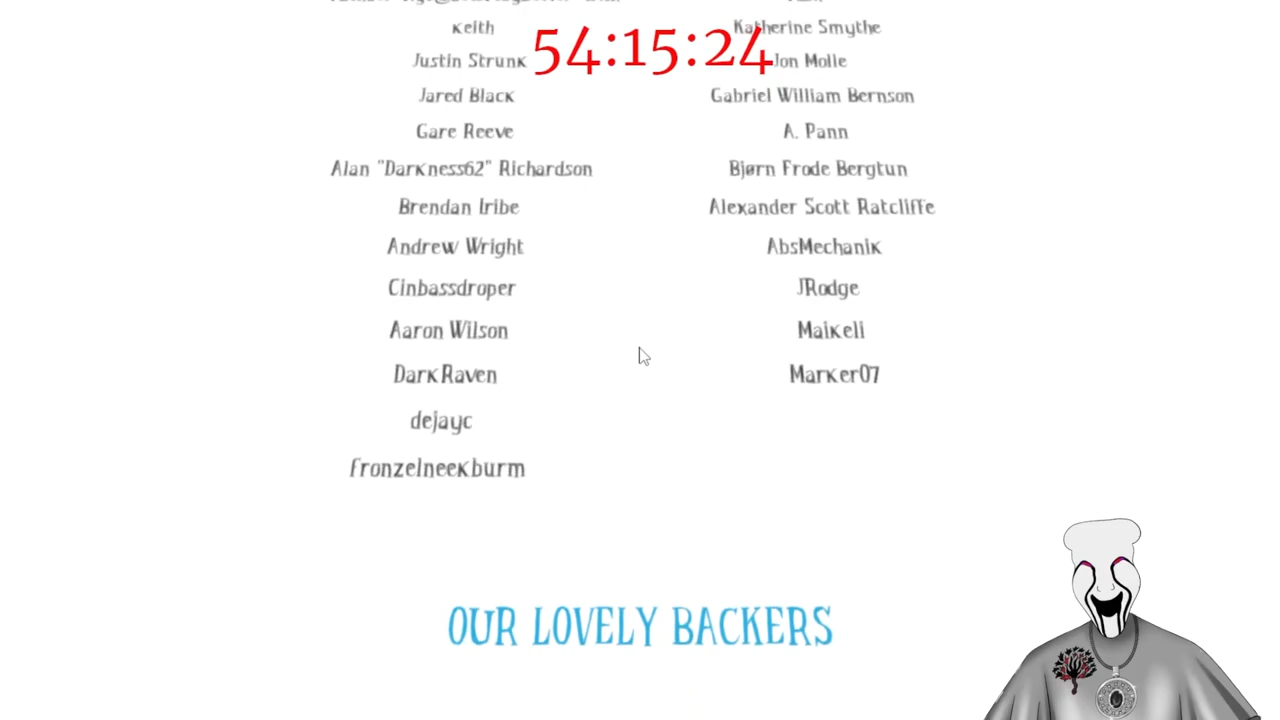 keith
Katherine Smythe
54:15:24
Justin Strunk
Jon Molle
Jared Black
Gabriel William Bernson
Gare Reeve
A. Pann
Alan "Darkness62" Richardson
Bjørn Frode Bergtun
Brendan Iribe
Alexander Scott Ratcliffe
Andrew Wright
AbsMechanik
Cinbassdroper
JRodge
Aaron Wilson
Maikeli
DarkRaven
Marker07
dejayc
fronzelneekburm
OUR LOVELY BACKERS